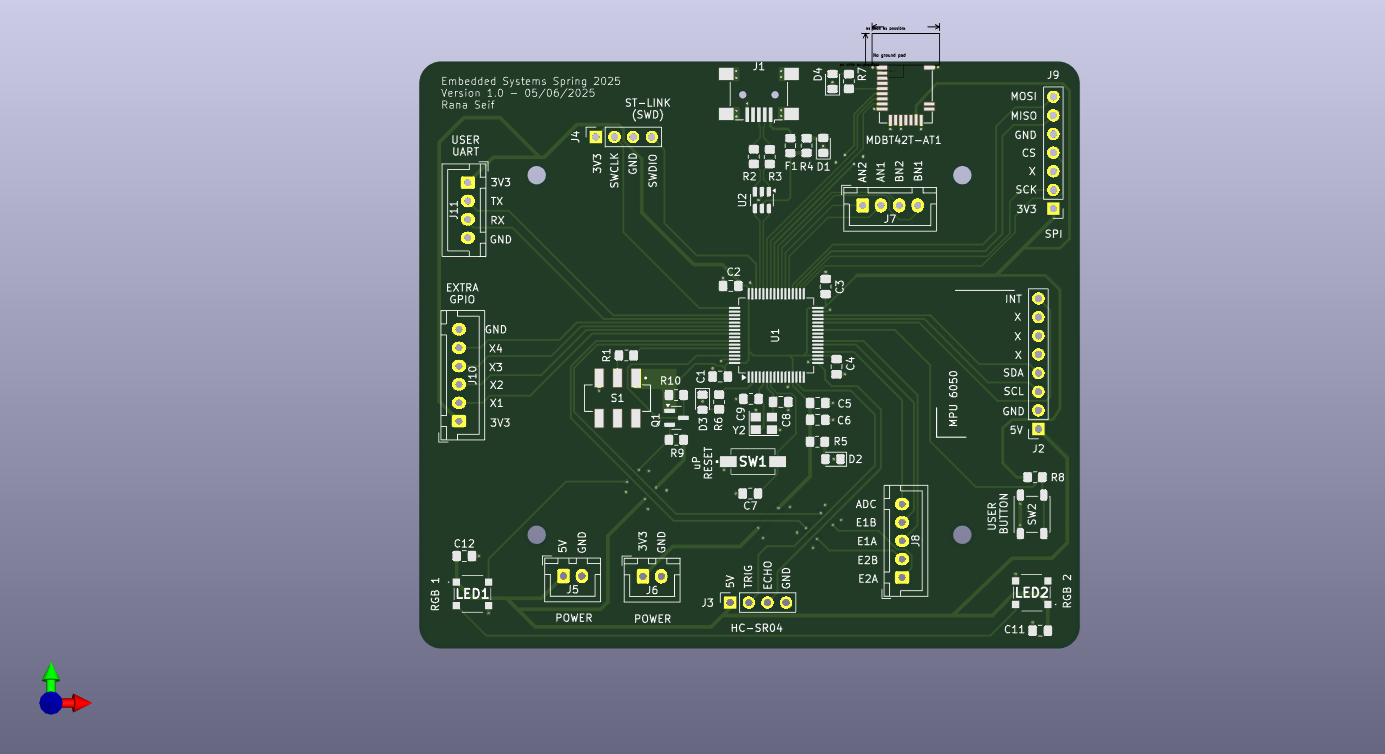 No ground pad
Embedded Systems Spring 2025
Version 1.0 – 05/06/2025
Rana Seif
ST-LINK
(SWD)
J4
3V3
SWCLK
GND
SWDIO
J1
D4
R7
MDBT42T-AT1
J9
MOSI
MISO
GND
CS
X
SCK
3V3
SPI
USER
UART
J11
3V3
TX
RX
GND
R2
R3
F1
R4
D1
U2
AN2
AN1
BN2
BN1
J7
EXTRA
GPIO
J10
GND
X4
X3
X2
X1
3V3
C2
C3
U1
C4
R1
S1
R10
Q1
R9
C1
D3
R6
C9
C8
Y2
C5
C6
R5
D2
uP
RESET
SW1
C7
INT
X
X
X
SDA
SCL
GND
5V
J2
MPU 6050
R8
USER
BUTTON
SW2
ADC
E1B
E1A
E2B
E2A
J8
C12
RGB 1
LED1
5V
GND
J5
POWER
3V3
GND
J6
POWER
J3
5V
TRIG
ECHO
GND
HC-SR04
LED2
RGB 2
C11